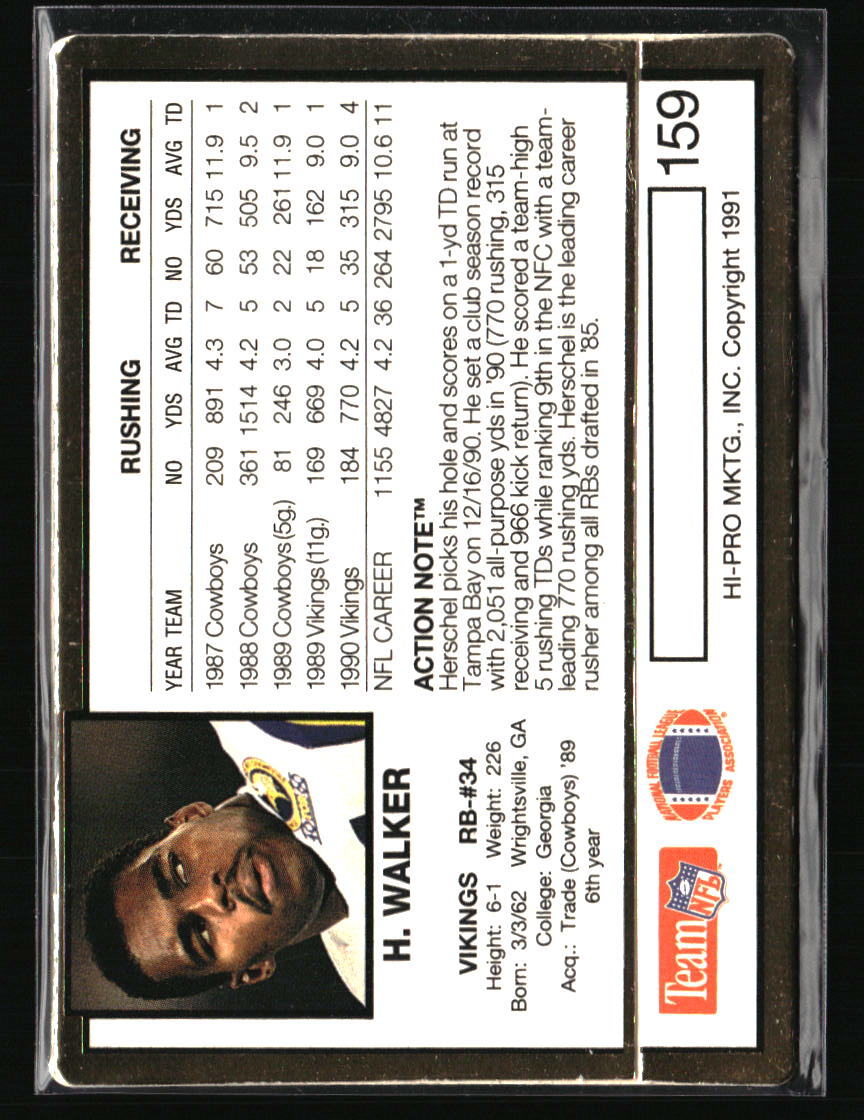 H. WALKER
VIKINGS RB-#34
Height: 6-1 Weight: 226
Born: 3/3/62 Wrightsville, GA
College: Georgia
Acq.: Trade (Cowboys) '89
6th year
RUSHING RECEIVING
YEAR TEAM NO YDS AVG TD NO YDS AVG TD
1987 Cowboys 209 891 4.3 7 60 715 11.9 1
1988 Cowboys 361 1514 4.2 5 53 505 9.5 2
1989 Cowboys (5g.) 81 246 3.0 2 22 261 11.9 1
1989 Vikings (11g.) 169 669 4.0 5 18 162 9.0 1
1990 Vikings 184 770 4.2 5 35 315 9.0 4
NFL CAREER 1155 4827 4.2 36 264 2795 10.6 11
ACTION NOTE™
Herschel picks his hole and scores on a 1-yd TD run at
Tampa Bay on 12/16/90. He set a club season record
with 2,051 all-purpose yds in '90 (770 rushing, 315
receiving and 966 kick return). He scored a team-high
5 rushing TDs while ranking 9th in the NFC with a team-
leading 770 rushing yds. Herschel is the leading career
rusher among all RBs drafted in '85.
Team NFL
NATIONAL FOOTBALL LEAGUE
PLAYERS ASSOCIATION
159
HI-PRO MKTG., INC. Copyright 1991